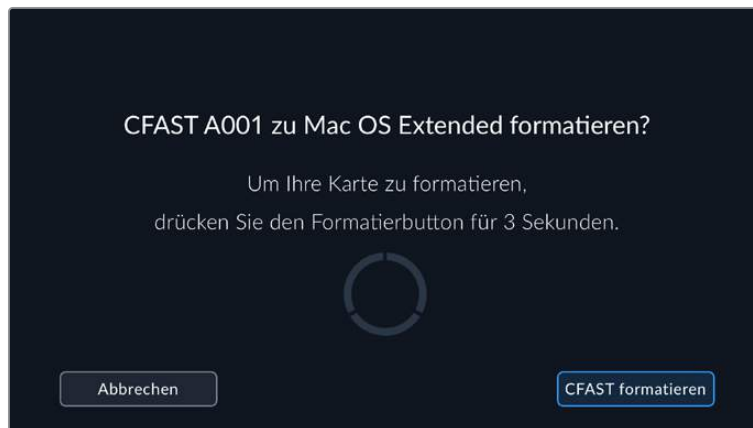 CFAST A001 zu Mac OS Extended formatieren?
Um Ihre Karte zu formatieren,
drücken Sie den Formatierbutton für 3 Sekunden.
Abbrechen
CFAST formatieren